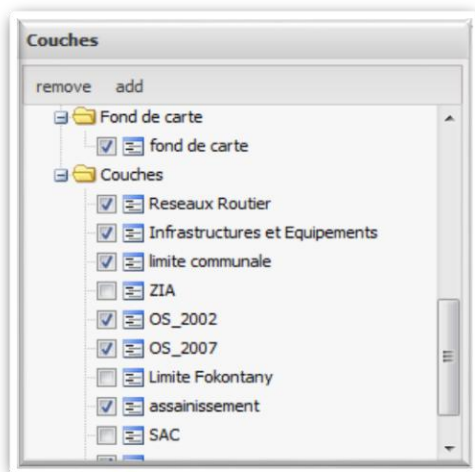 Couches
remove add
Fond de carte
fond de carte
Couches
Reseaux Routier
Infrastructures et Equipements
limite communale
ZIA
OS_2002
OS_2007
Limite Fokontany
assainissement
SAC